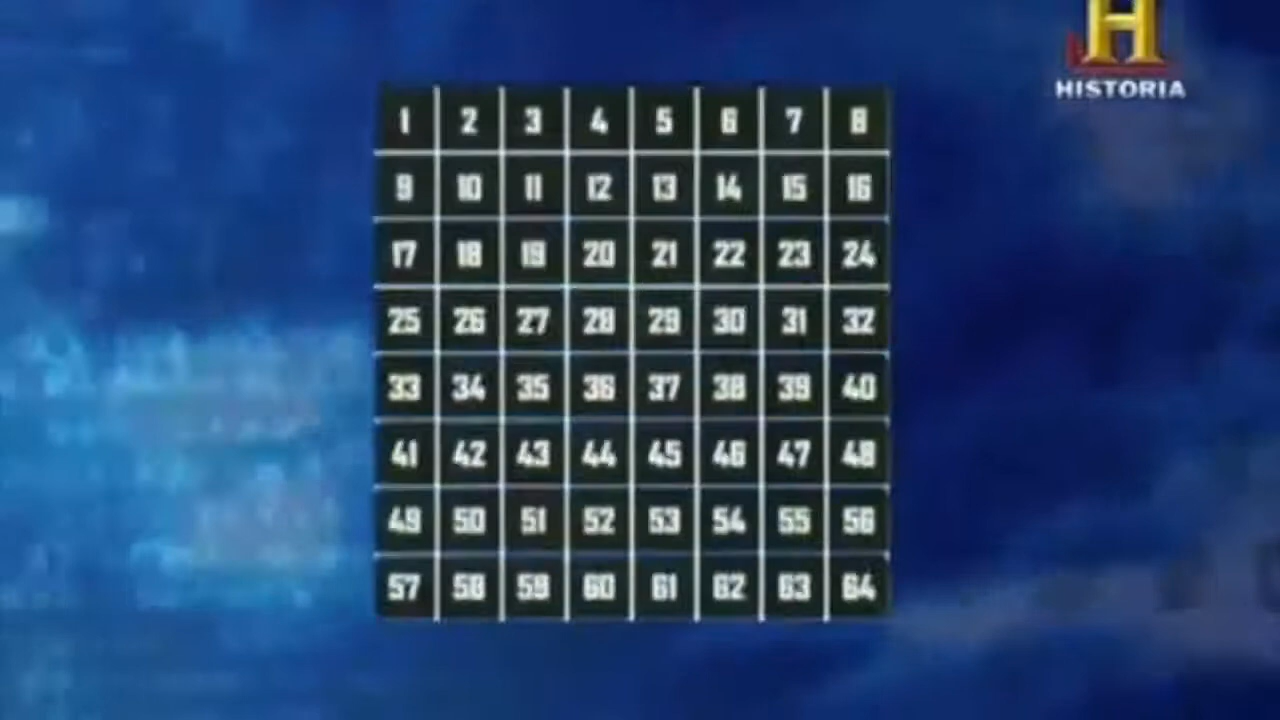 H
HISTORIA
1 2 3 4 5 6 7 8
9 10 11 12 13 14 15 16
17 18 19 20 21 22 23 24
25 26 27 28 29 30 31 32
33 34 35 36 37 38 39 40
41 42 43 44 45 46 47 48
49 50 51 52 53 54 55 56
57 58 59 60 61 62 63 64